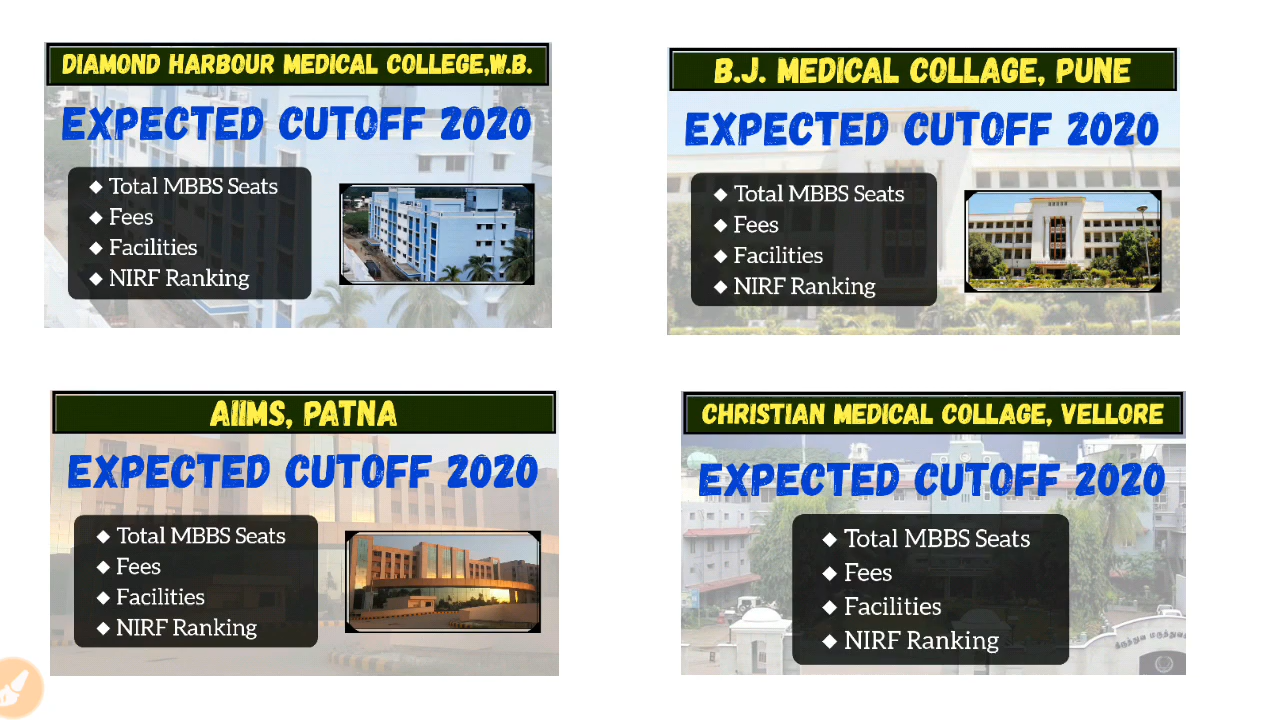 DIAMOND HARBOUR MEDICAL COLLEGE,W.B.
EXPECTED CUTOFF 2020
◆ Total MBBS Seats
◆ Fees
◆ Facilities
◆ NIRF Ranking
B.J. MEDICAL COLLAGE, PUNE
EXPECTED CUTOFF 2020
◆ Total MBBS Seats
◆ Fees
◆ Facilities
◆ NIRF Ranking
AIIMS, PATNA
EXPECTED CUTOFF 2020
◆ Total MBBS Seats
◆ Fees
◆ Facilities
◆ NIRF Ranking
CHRISTIAN MEDICAL COLLAGE, VELLORE
EXPECTED CUTOFF 2020
◆ Total MBBS Seats
◆ Fees
◆ Facilities
◆ NIRF Ranking